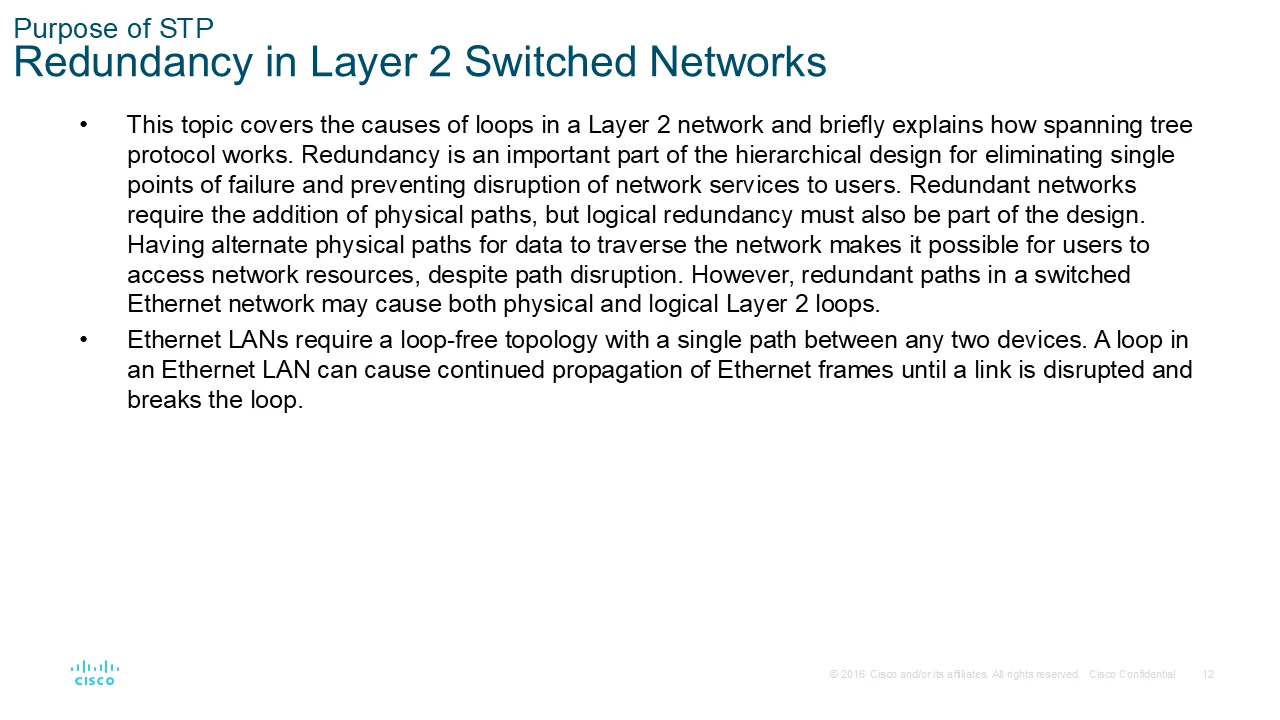 Purpose of STP
Redundancy in Layer 2 Switched Networks
• This topic covers the causes of loops in a Layer 2 network and briefly explains how spanning tree
protocol works. Redundancy is an important part of the hierarchical design for eliminating single
points of failure and preventing disruption of network services to users. Redundant networks
require the addition of physical paths, but logical redundancy must also be part of the design.
Having alternate physical paths for data to traverse the network makes it possible for users to
access network resources, despite path disruption. However, redundant paths in a switched
Ethernet network may cause both physical and logical Layer 2 loops.
• Ethernet LANs require a loop-free topology with a single path between any two devices. A loop in
an Ethernet LAN can cause continued propagation of Ethernet frames until a link is disrupted and
breaks the loop.
CISCO
© 2016 Cisco and/or its affiliates. All rights reserved. Cisco Confidential 12